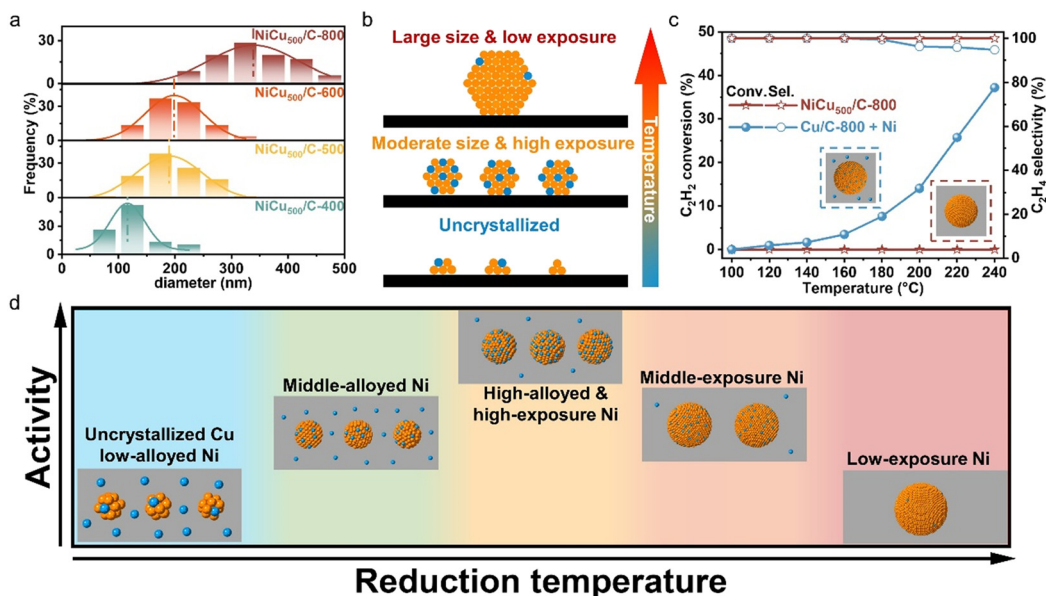 a
NiCu₅₀₀/C-800
NiCu₅₀₀/C-600
NiCu₅₀₀/C-500
NiCu₅₀₀/C-400
Frequency (%)
30
0
30
0
30
0
30
0
0 100 200 300 400 500
diameter (nm)
b
Large size & low exposure
Moderate size & high exposure
Uncrystallized
Temperature
c
C₂H₂ conversion (%)
50
40
30
20
10
0
Conv.Sel.
NiCu₅₀₀/C-800
Cu/C-800 + Ni
100
80
60
40
20
0
C₂H₄ selectivity (%)
100 120 140 160 180 200 220 240
Temperature (°C)
d
Activity
Uncrystallized Cu
low-alloyed Ni
Middle-alloyed Ni
High-alloyed &
high-exposure Ni
Middle-exposure Ni
Low-exposure Ni
Reduction temperature